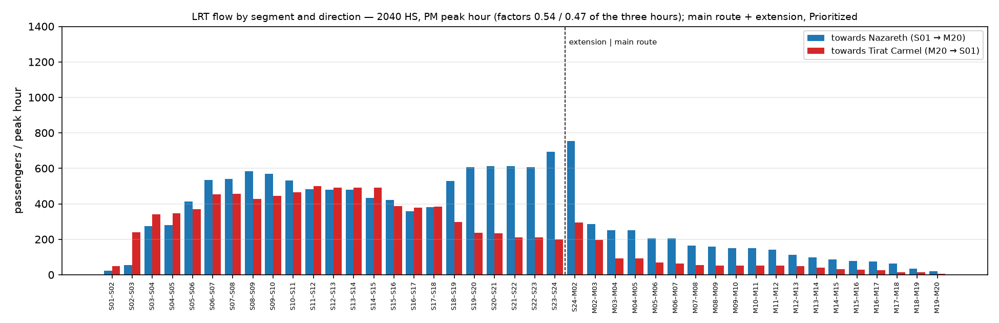 LRT flow by segment and direction — 2040 HS, PM peak hour (factors 0.54 / 0.47 of the three hours); main route + extension, Prioritized
passengers / peak hour
1400
1200
1000
800
600
400
200
0
extension | main route
towards Nazareth (S01 → M20)
towards Tirat Carmel (M20 → S01)
S01–S02
S02–S03
S03–S04
S04–S05
S05–S06
S06–S07
S07–S08
S08–S09
S09–S10
S10–S11
S11–S12
S12–S13
S13–S14
S14–S15
S15–S16
S16–S17
S17–S18
S18–S19
S19–S20
S20–S21
S21–S22
S22–S23
S23–S24
S24–M02
M02–M03
M03–M04
M04–M05
M05–M06
M06–M07
M07–M08
M08–M09
M09–M10
M10–M11
M11–M12
M12–M13
M13–M14
M14–M15
M15–M16
M16–M17
M17–M18
M18–M19
M19–M20